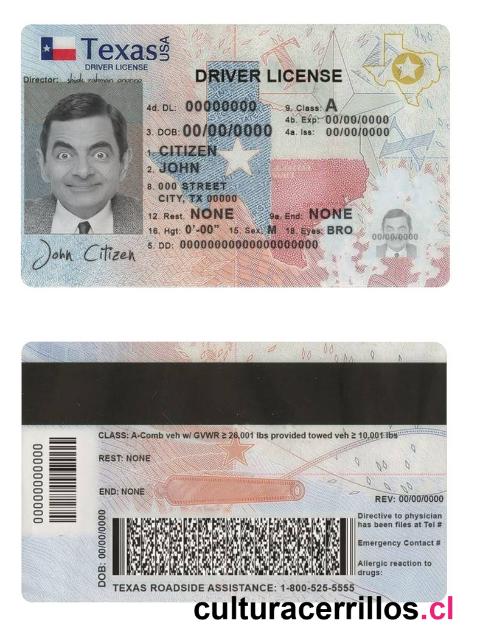 Texas USA
DRIVER LICENSE
Director:
DRIVER LICENSE
4d. DL: 00000000 9. Class: A
4b. Exp: 00/00/0000
3. DOB: 00/00/0000 4a. Iss: 00/00/0000
1. CITIZEN
2. JOHN
8. 000 STREET
CITY, TX 00000
12. Rest. NONE 9a. End: NONE
16. Hgt: 0'-00" 15. Sex: M 18. Eyes: BRO
5. DD: 00000000000000000000
John Citizen
00/00/0000
CLASS: A-Comb veh w/ GVWR ≥ 26,001 lbs provided towed veh ≥ 10,001 lbs
REST: NONE
END: NONE
00000000000
REV: 00/00/0000
Directive to physician
has been files at Tel #
Emergency Contact #
Allergic reaction to
drugs:
DOB: 00/00/0000
TEXAS ROADSIDE ASSISTANCE: 1-800-525-5555
culturacerrillos.cl